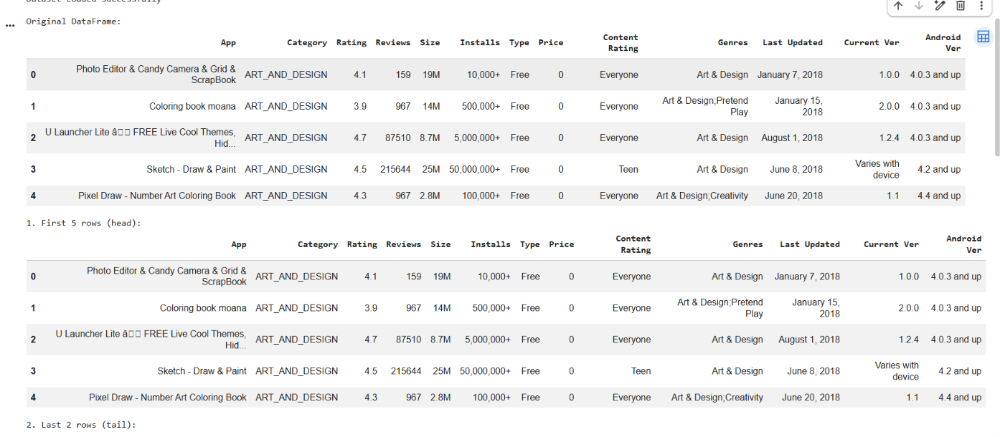 Dataset Loaded Successfully
Original DataFrame:
App Category Rating Reviews Size Installs Type Price Content Rating Genres Last Updated Current Ver Android Ver
0 Photo Editor & Candy Camera & Grid & ScrapBook ART_AND_DESIGN 4.1 159 19M 10,000+ Free 0 Everyone Art & Design January 7, 2018 1.0.0 4.0.3 and up
1 Coloring book moana ART_AND_DESIGN 3.9 967 14M 500,000+ Free 0 Everyone Art & Design;Pretend Play January 15, 2018 2.0.0 4.0.3 and up
2 U Launcher Lite â□□ FREE Live Cool Themes, Hid... ART_AND_DESIGN 4.7 87510 8.7M 5,000,000+ Free 0 Everyone Art & Design August 1, 2018 1.2.4 4.0.3 and up
3 Sketch - Draw & Paint ART_AND_DESIGN 4.5 215644 25M 50,000,000+ Free 0 Teen Art & Design June 8, 2018 Varies with device 4.2 and up
4 Pixel Draw - Number Art Coloring Book ART_AND_DESIGN 4.3 967 2.8M 100,000+ Free 0 Everyone Art & Design;Creativity June 20, 2018 1.1 4.4 and up
1. First 5 rows (head):
App Category Rating Reviews Size Installs Type Price Content Rating Genres Last Updated Current Ver Android Ver
0 Photo Editor & Candy Camera & Grid & ScrapBook ART_AND_DESIGN 4.1 159 19M 10,000+ Free 0 Everyone Art & Design January 7, 2018 1.0.0 4.0.3 and up
1 Coloring book moana ART_AND_DESIGN 3.9 967 14M 500,000+ Free 0 Everyone Art & Design;Pretend Play January 15, 2018 2.0.0 4.0.3 and up
2 U Launcher Lite â□□ FREE Live Cool Themes, Hid... ART_AND_DESIGN 4.7 87510 8.7M 5,000,000+ Free 0 Everyone Art & Design August 1, 2018 1.2.4 4.0.3 and up
3 Sketch - Draw & Paint ART_AND_DESIGN 4.5 215644 25M 50,000,000+ Free 0 Teen Art & Design June 8, 2018 Varies with device 4.2 and up
4 Pixel Draw - Number Art Coloring Book ART_AND_DESIGN 4.3 967 2.8M 100,000+ Free 0 Everyone Art & Design;Creativity June 20, 2018 1.1 4.4 and up
2. Last 2 rows (tail):